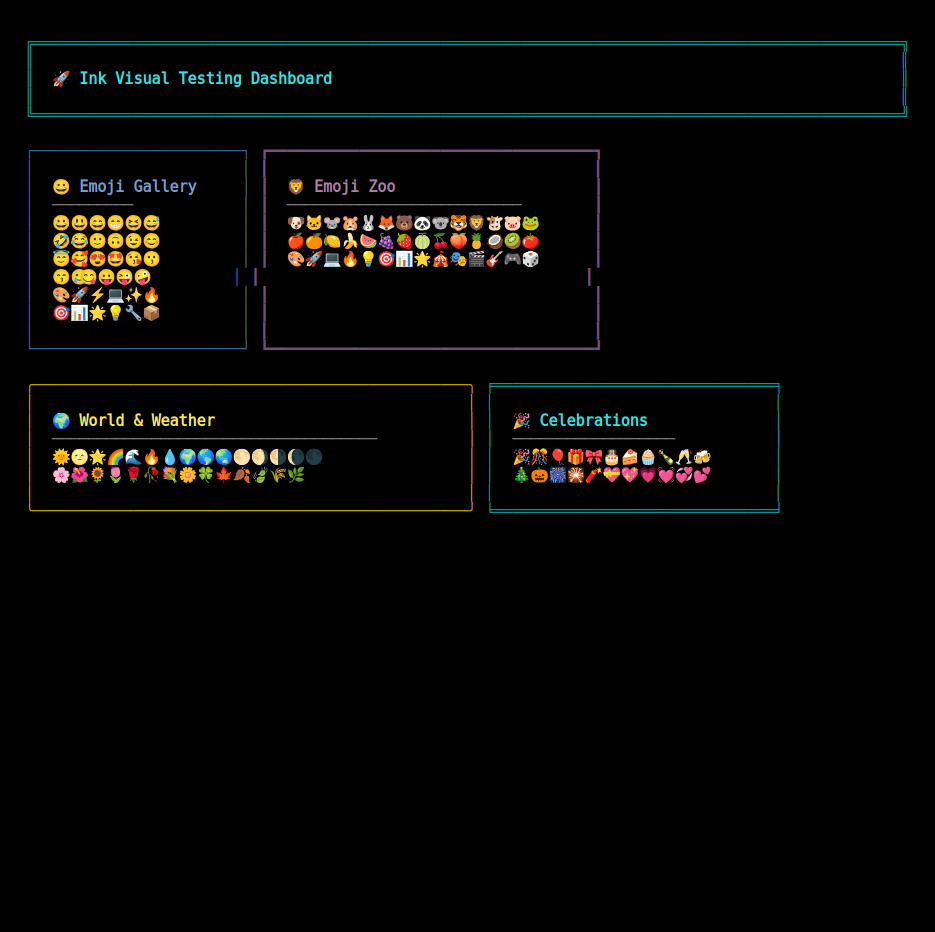 🚀 Ink Visual Testing Dashboard
😀 Emoji Gallery
🦁 Emoji Zoo
🌍 World & Weather
🎉 Celebrations